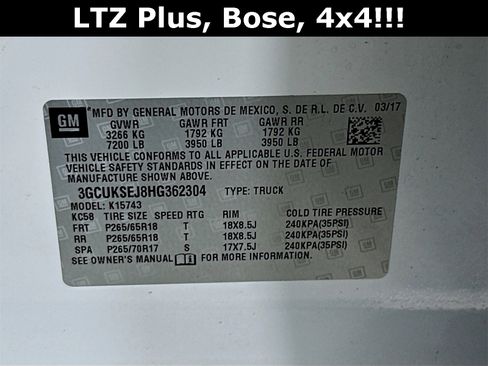 LTZ Plus, Bose, 4x4!!!
GM
MFD BY GENERAL MOTORS DE MEXICO, S. DE R.L. DE C.V. 03/17
GVWR GAWR FRT GAWR RR
3266 KG 1792 KG 1792 KG
7200 LB 3950 LB 3950 LB
THIS VEHICLE CONFORMS TO ALL APPLICABLE U.S. FEDERAL MOTOR
VEHICLE SAFETY STANDARDS IN EFFECT ON THE DATE OF
MANUFACTURE SHOWN ABOVE.
3GCUKSEJ8HG362304 TYPE: TRUCK
MODEL: K15743
KC58 TIRE SIZE SPEED RTG RIM COLD TIRE PRESSURE
FRT P265/65R18 T 18X8.5J 240KPA(35PSI)
RR P265/65R18 T 18X8.5J 240KPA(35PSI)
SPA P265/70R17 S 17X7.5J 240KPA(35PSI)
SEE OWNER'S MANUAL FOR MORE INFORMATION.